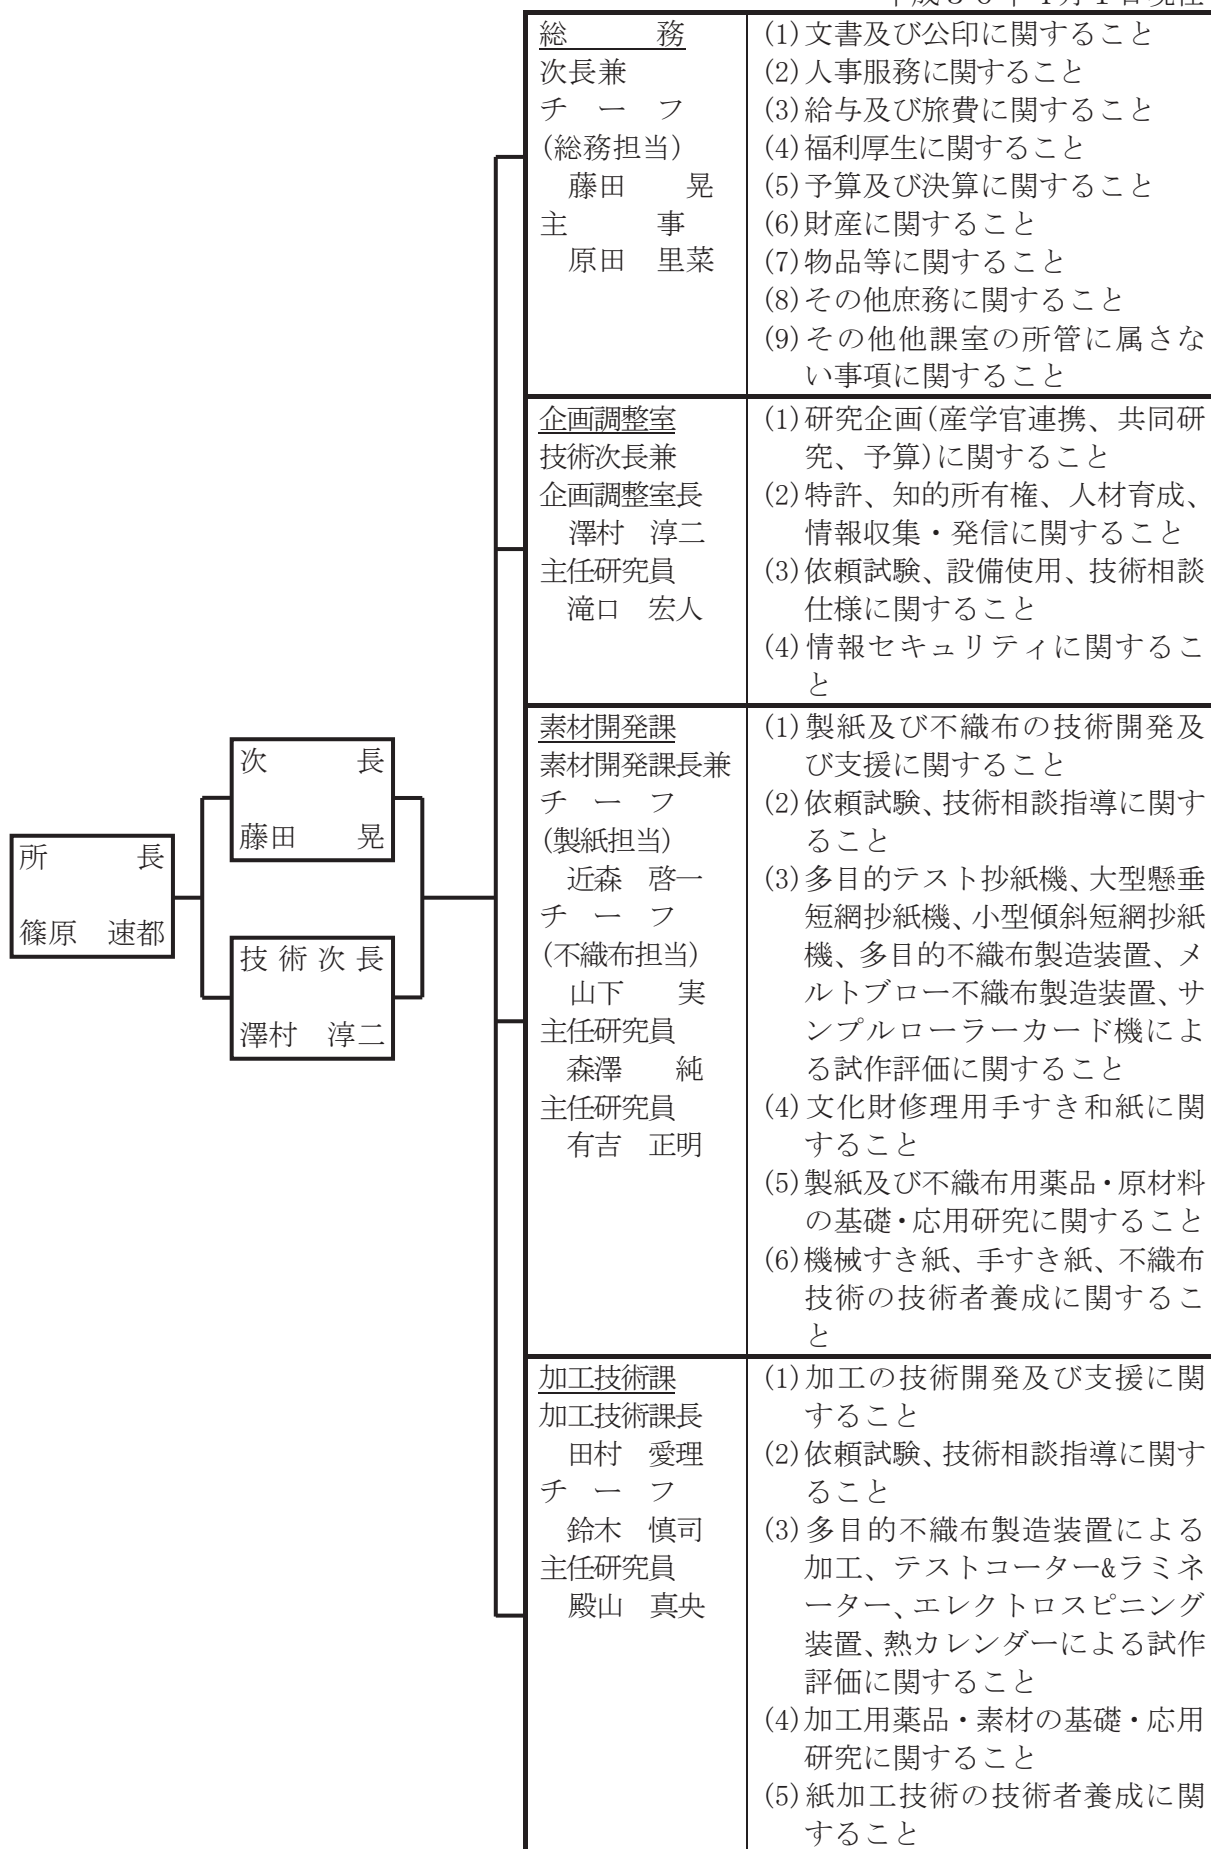 所　　長
篠原　速都
次　　長
藤田　　晃
技術次長
澤村　淳二
総　　務
次長兼
チーフ
(総務担当)
藤田　　晃
主　　事
原田　里菜
(1)文書及び公印に関すること
(2)人事服務に関すること
(3)給与及び旅費に関すること
(4)福利厚生に関すること
(5)予算及び決算に関すること
(6)財産に関すること
(7)物品等に関すること
(8)その他庶務に関すること
(9)その他他課室の所管に属さな
い事項に関すること
企画調整室
技術次長兼
企画調整室長
澤村　淳二
主任研究員
滝口　宏人
(1)研究企画(産学官連携、共同研
究、予算)に関すること
(2)特許、知的所有権、人材育成、
情報収集・発信に関すること
(3)依頼試験、設備使用、技術相談
仕様に関すること
(4)情報セキュリティに関するこ
と
素材開発課
素材開発課長兼
チーフ
(製紙担当)
近森　啓一
チーフ
(不織布担当)
山下　　実
主任研究員
森澤　　純
主任研究員
有吉　正明
(1)製紙及び不織布の技術開発及
び支援に関すること
(2)依頼試験、技術相談指導に関す
ること
(3)多目的テスト抄紙機、大型懸垂
短網抄紙機、小型傾斜短網抄紙
機、多目的不織布製造装置、メ
ルトブロー不織布製造装置、サ
ンプルローラーカード機によ
る試作評価に関すること
(4)文化財修理用手すき和紙に関
すること
(5)製紙及び不織布用薬品・原材料
の基礎・応用研究に関すること
(6)機械すき紙、手すき紙、不織布
技術の技術者養成に関するこ
と
加工技術課
加工技術課長
田村　愛理
チーフ
鈴木　慎司
主任研究員
殿山　真央
(1)加工の技術開発及び支援に関
すること
(2)依頼試験、技術相談指導に関す
ること
(3)多目的不織布製造装置による
加工、テストコーター&ラミネ
ーター、エレクトロスピニング
装置、熱カレンダーによる試作
評価に関すること
(4)加工用薬品・素材の基礎・応用
研究に関すること
(5)紙加工技術の技術者養成に関
すること